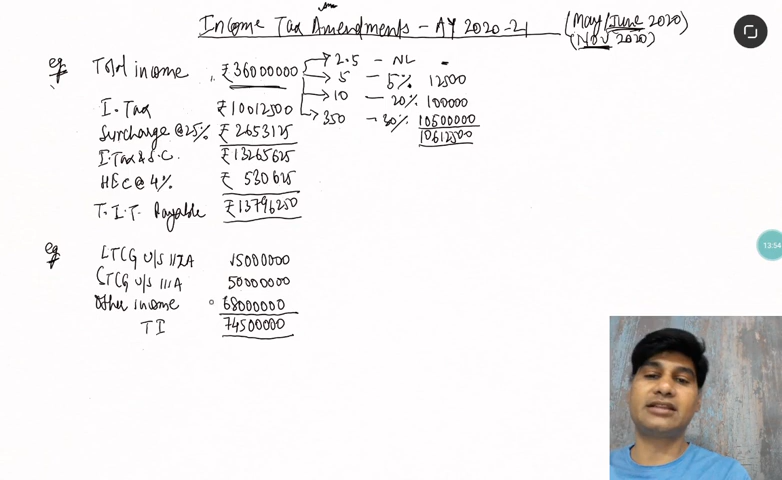 Income Tax Amendments - AY 2020-21 (May/June 2020)
(Nov 2020)
eg Total income ₹36000000 → 2.5 - NIL -
→ 5 - 5% 12500
→ 10 - 20% 100000
I. Tax ₹10012500 → 350 - 30% 10500000
Surcharge @25% ₹2653125 10612500
I. Tax & S.C. ₹13265625
HEC @ 4% ₹530625
T.I.T. Payable ₹13796250
eg LTCG U/S 112A 15000000
STCG U/S 111A 50000000
Other income 68000000
TI 74500000
13:54